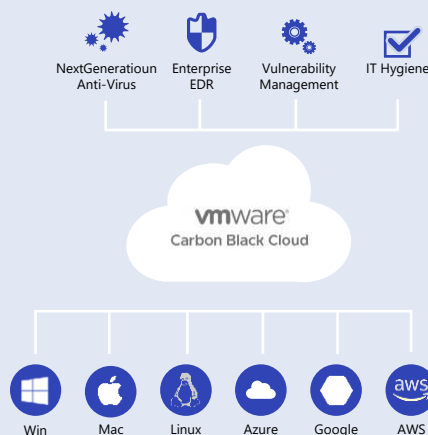 NextGeneratioun
Anti-Virus
Enterprise
EDR
Vulnerability
Management
IT Hygiene
vmware®
Carbon Black Cloud
aws
Win
Mac
Linux
Azure
Google
AWS